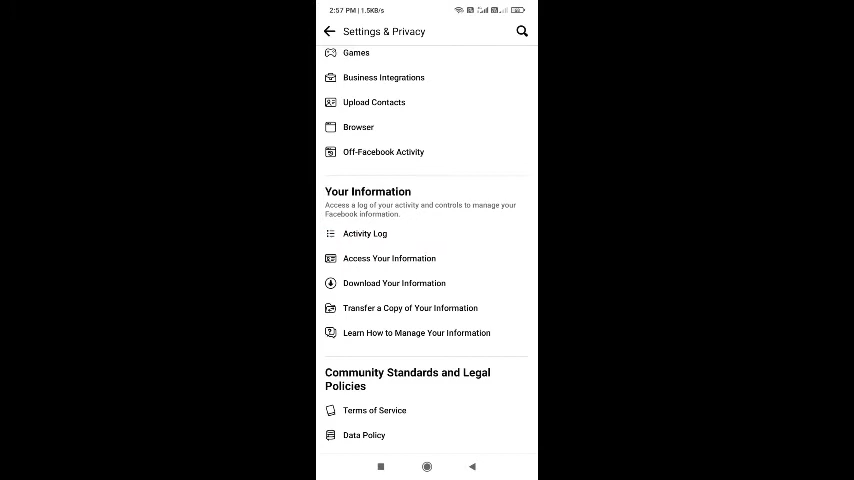 2:57 PM | 1.5KB/s
Settings & Privacy
Games
Business Integrations
Upload Contacts
Browser
Off-Facebook Activity
Your Information
Access a log of your activity and controls to manage your
Facebook information.
Activity Log
Access Your Information
Download Your Information
Transfer a Copy of Your Information
Learn How to Manage Your Information
Community Standards and Legal
Policies
Terms of Service
Data Policy